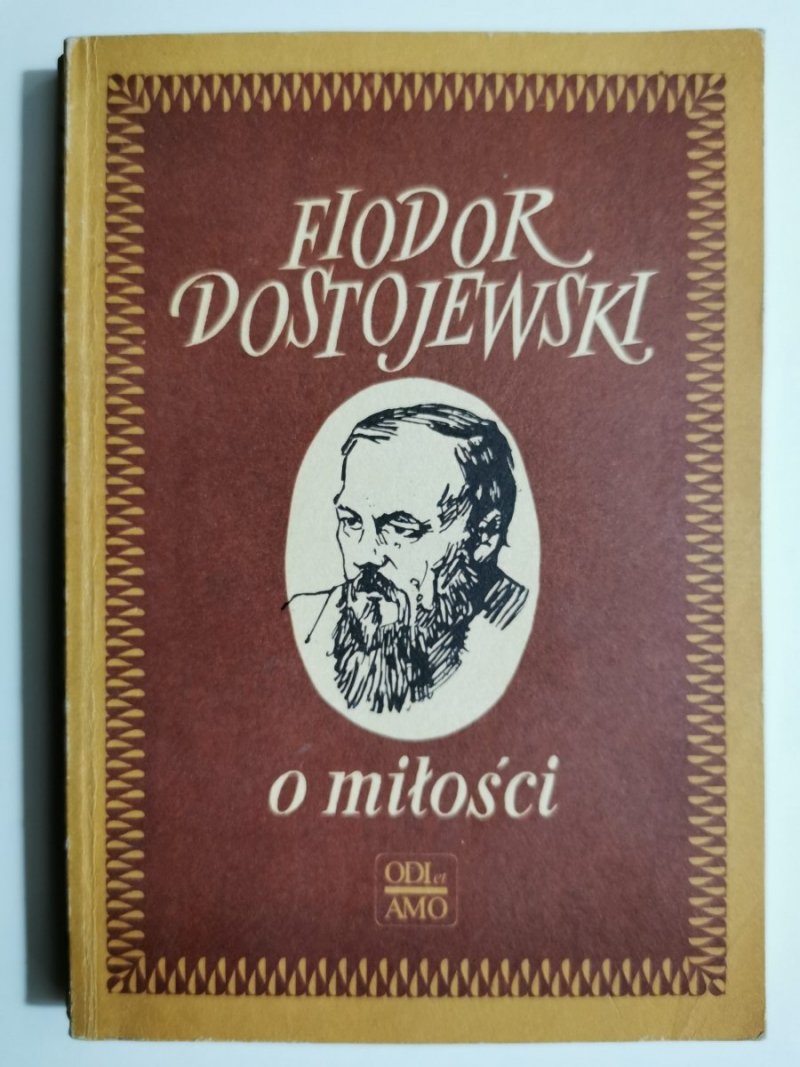 FIODOR
DOSTOJEWSKI
o miłości
ODI et
AMO